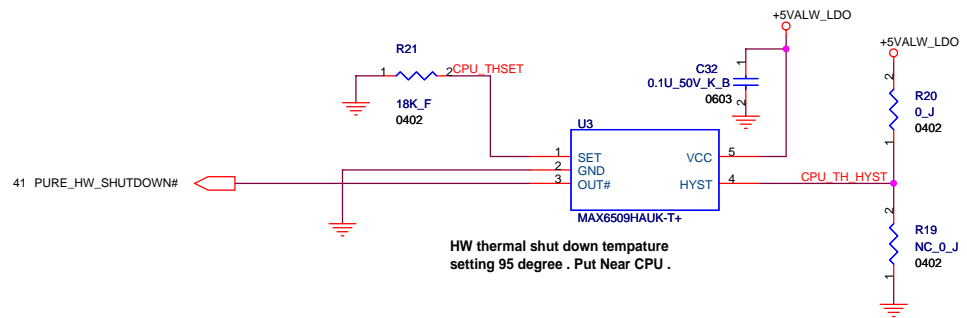 +5VALW_LDO
+5VALW_LDO
R21
1
2
CPU_THSET
18K_F
0402
1
C32
0.1U_50V_K_B
2
0603
2
R20
0_J
0402
1
U3
1
SET
VCC
5
2
GND
3
OUT#
HYST
4
MAX6509HAUK-T+
41 PURE_HW_SHUTDOWN#
CPU_TH_HYST
2
R19
NC_0_J
0402
1
HW thermal shut down tempature
setting 95 degree . Put Near CPU .